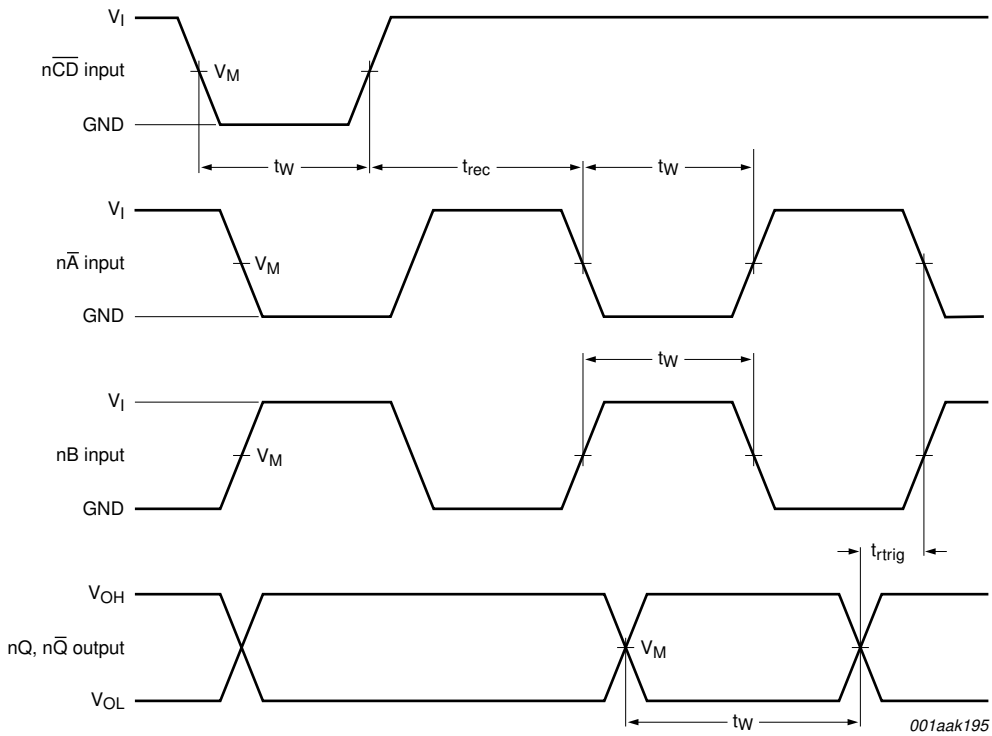 VI
nC̅D̅ input
VM
GND
tW
trec
tW
VI
nA̅ input
VM
GND
tW
VI
nB input
VM
GND
trtrig
VOH
nQ, nQ̅ output
VM
VOL
tW
001aak195